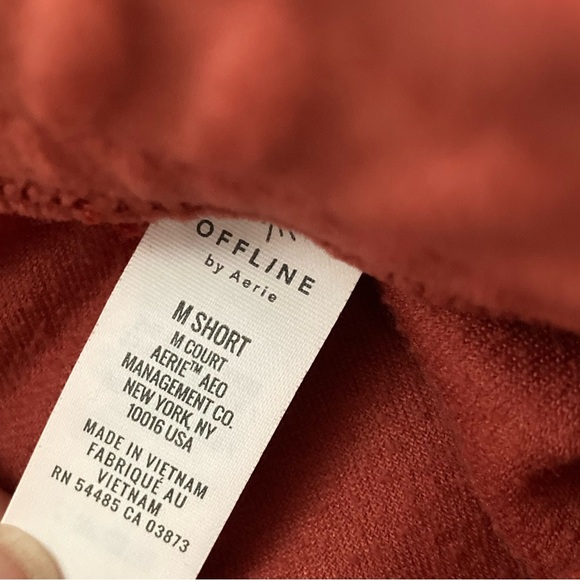 OFFLINE
by Aerie
M SHORT
M COURT
AERIE™ AEO
MANAGEMENT CO.
NEW YORK, NY
10016 USA
MADE IN VIETNAM
FABRIQUÉ AU
VIETNAM
RN 54485 CA 03873